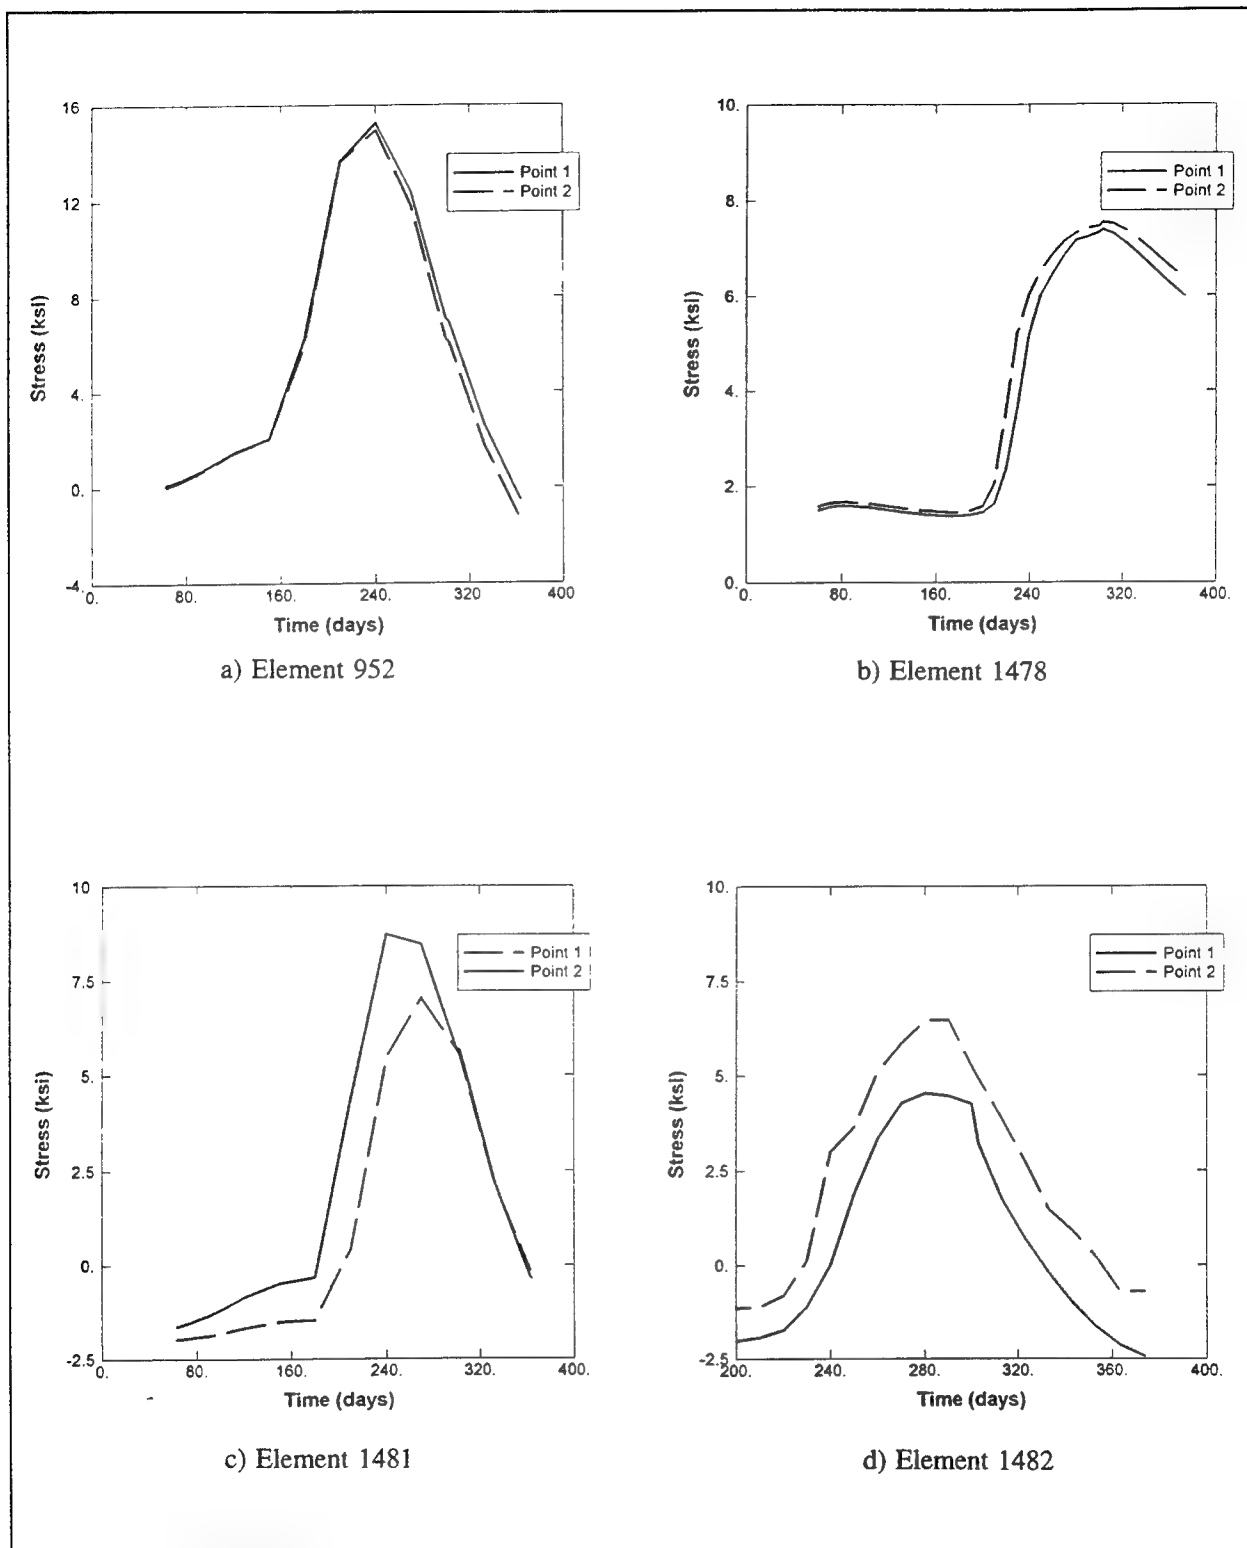 16
12
8
4.
0.
-4.
Stress (ksi)
0.
80.
160.
240.
320.
400
Time (days)
Point 1
Point 2
a) Element 952
10.
8.
6.
4.
2.
0.
Stress (ksi)
0.
80.
160.
240.
320.
400.
Time (days)
Point 1
Point 2
b) Element 1478
10
7.5
5.
2.5
0.
-2.5
Stress (ksi)
0.
80.
160.
240.
320.
400.
Time (days)
Point 1
Point 2
c) Element 1481
10.
7.5
5.
2.5
0.
-2.5
Stress (ksi)
200.
240.
280.
320.
360.
400.
Time (days)
Point 1
Point 2
d) Element 1482